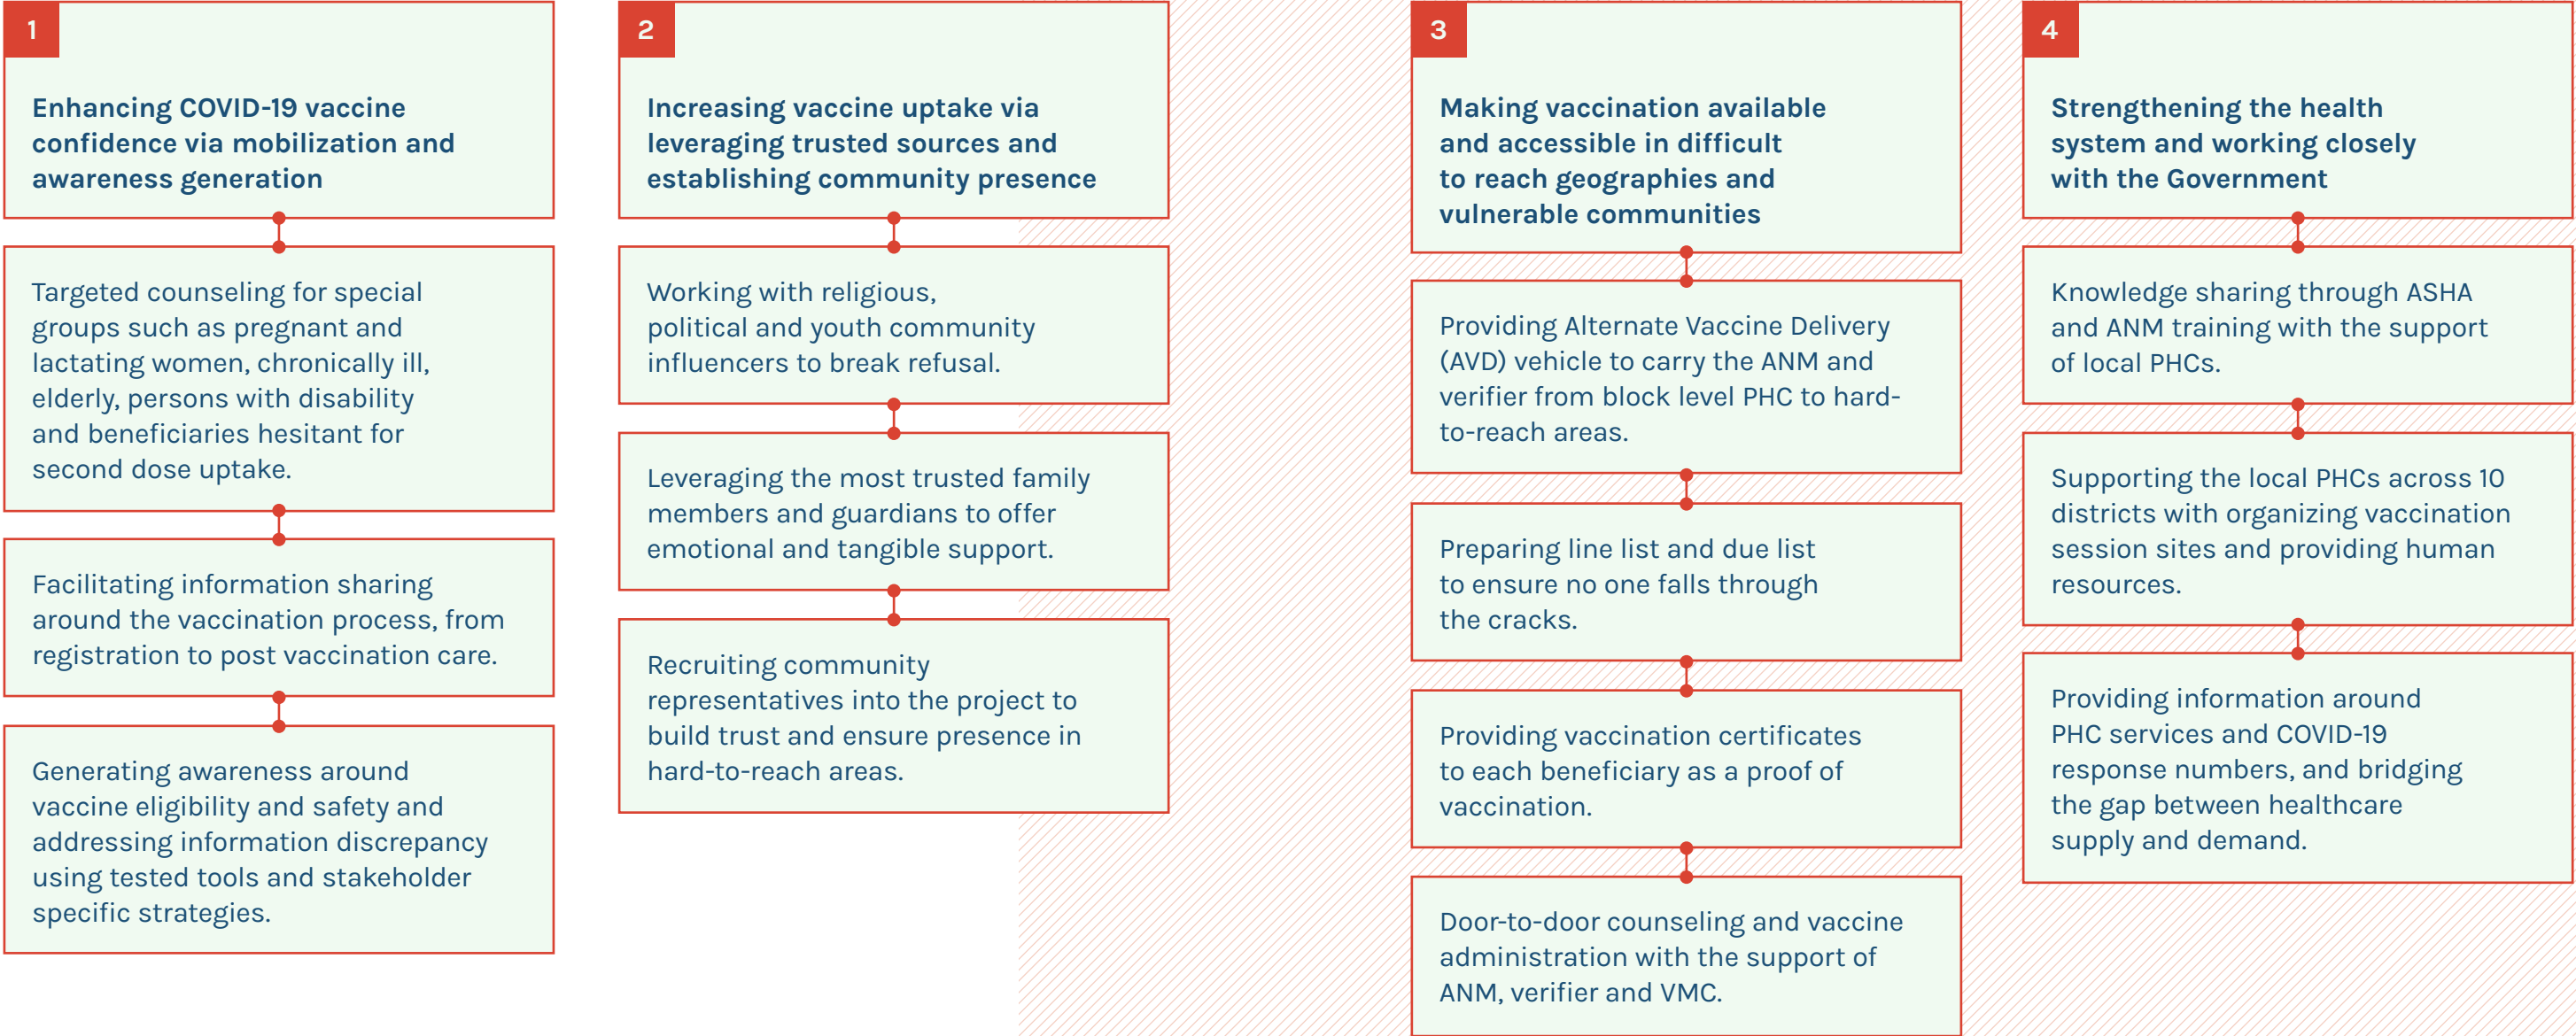 1
Enhancing COVID-19 vaccine
confidence via mobilization and
awareness generation
Targeted counseling for special
groups such as pregnant and
lactating women, chronically ill,
elderly, persons with disability
and beneficiaries hesitant for
second dose uptake.
Facilitating information sharing
around the vaccination process, from
registration to post vaccination care.
Generating awareness around
vaccine eligibility and safety and
addressing information discrepancy
using tested tools and stakeholder
specific strategies.
2
Increasing vaccine uptake via
leveraging trusted sources and
establishing community presence
Working with religious,
political and youth community
influencers to break refusal.
Leveraging the most trusted family
members and guardians to offer
emotional and tangible support.
Recruiting community
representatives into the project to
build trust and ensure presence in
hard-to-reach areas.
3
Making vaccination available
and accessible in difficult
to reach geographies and
vulnerable communities
Providing Alternate Vaccine Delivery
(AVD) vehicle to carry the ANM and
verifier from block level PHC to hard-
to-reach areas.
Preparing line list and due list
to ensure no one falls through
the cracks.
Providing vaccination certificates
to each beneficiary as a proof of
vaccination.
Door-to-door counseling and vaccine
administration with the support of
ANM, verifier and VMC.
4
Strengthening the health
system and working closely
with the Government
Knowledge sharing through ASHA
and ANM training with the support
of local PHCs.
Supporting the local PHCs across 10
districts with organizing vaccination
session sites and providing human
resources.
Providing information around
PHC services and COVID-19
response numbers, and bridging
the gap between healthcare
supply and demand.